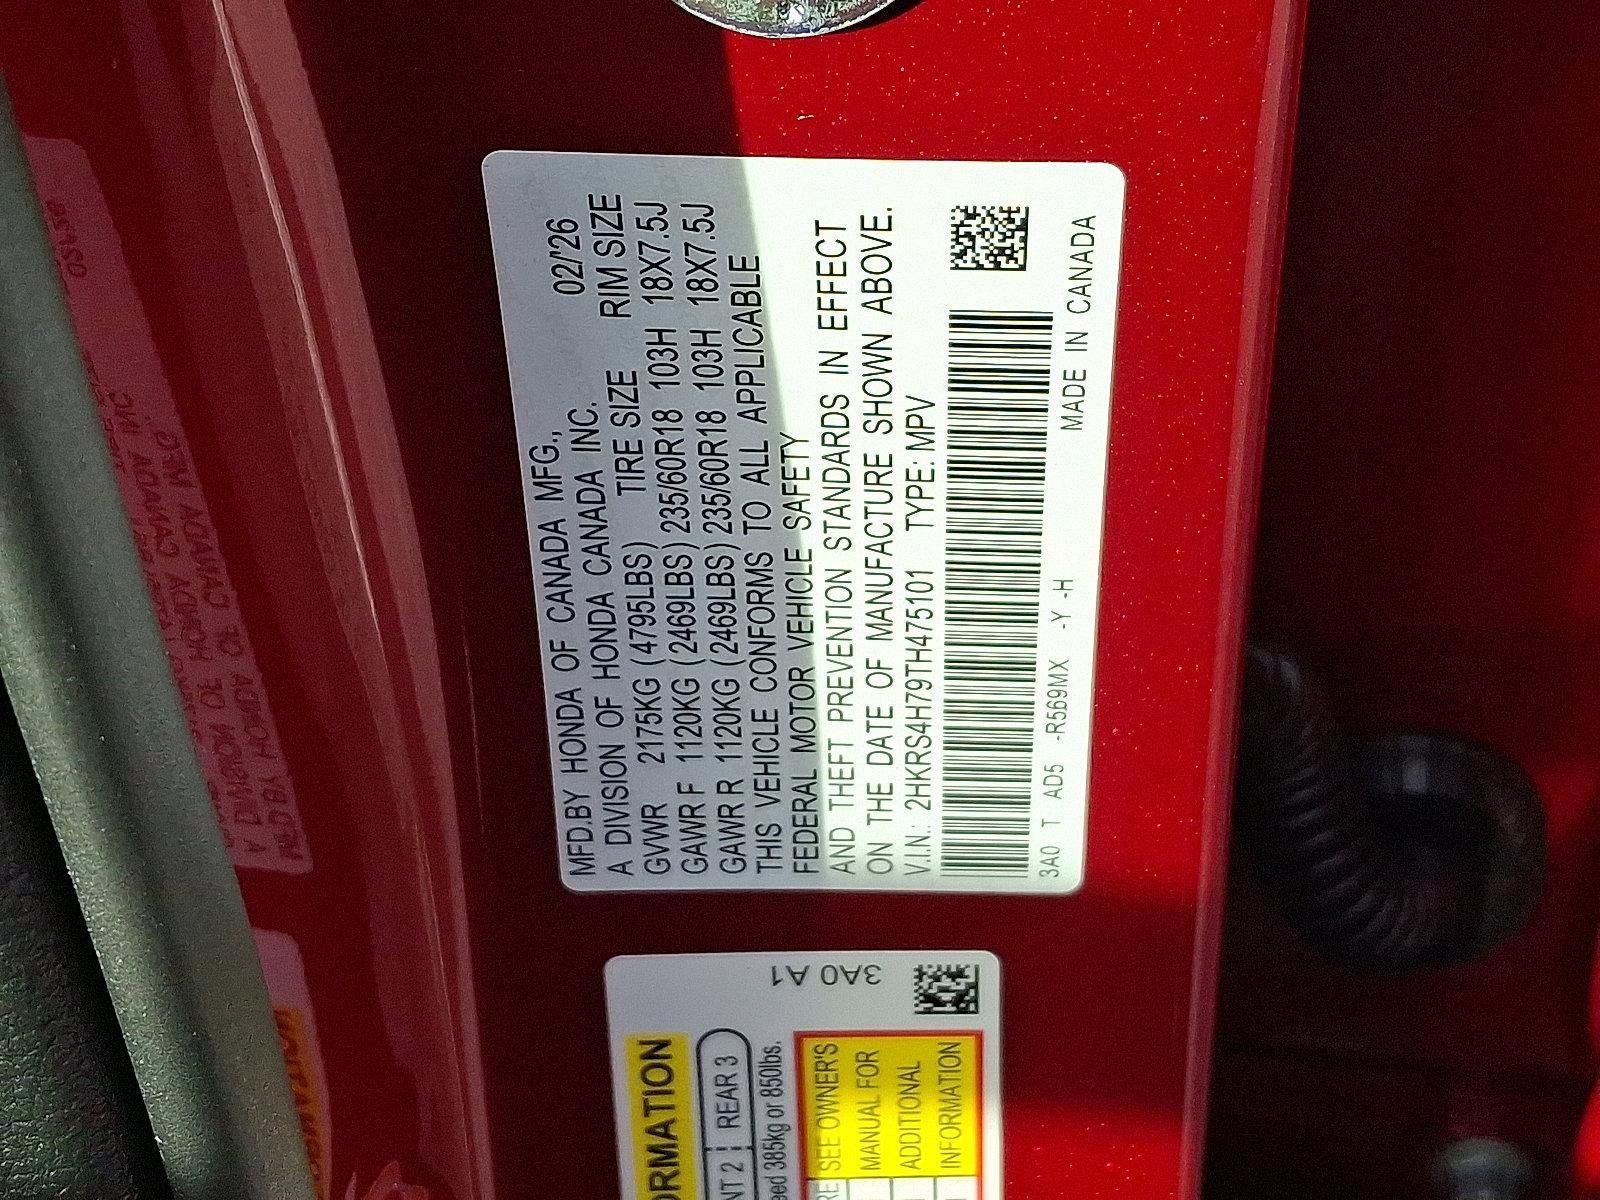 MFD.BY HONDA OF CANADA MFG., 02/'26
A DIVISION OF HONDA CANADA INC.
TIRE SIZE RIM SIZE
GVWR 2175KG (4795LBS)
GAWR F 1120KG (2469LBS) 235/60R18 103H 18X7.5J
GAWR R 1120KG (2469LBS) 235/60R18 103H 18X7.5J
THIS VEHICLE CONFORMS TO ALL APPLICABLE
FEDERAL MOTOR VEHICLE SAFETY
AND THEFT PREVENTION STANDARDS IN EFFECT
ON THE DATE OF MANUFACTURE SHOWN ABOVE.
V.I.N.: 2HKRS4H79TH475101 TYPE: MPV
3A0 T AD5 -R569MX -Y -H MADE IN CANADA
3A0 A1
REAR 3
385kg or 850lbs.
SEE OWNER'S
MANUAL FOR
ADDITIONAL
INFORMATION